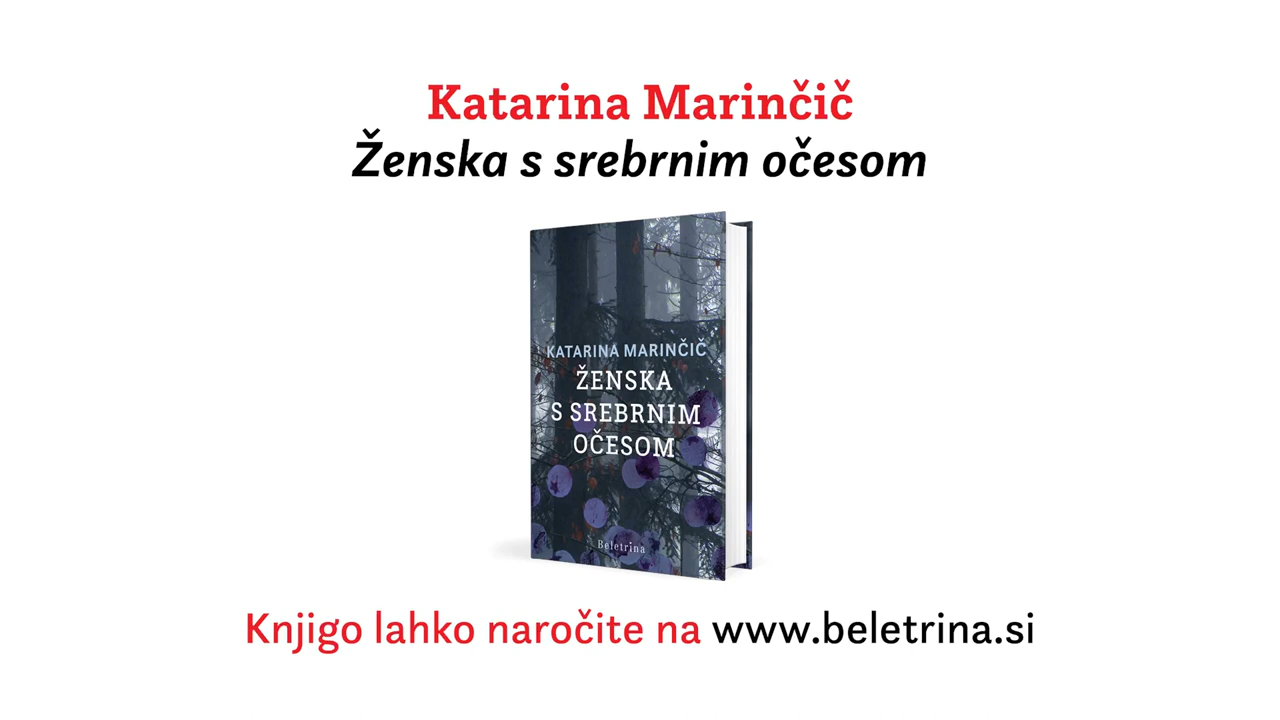 Katarina Marinčič
Ženska s srebrnim očesom
KATARINA MARINČIČ
ŽENSKA
S SREBRNIM
OČESOM
Beletrina
Knjigo lahko naročite na www.beletrina.si